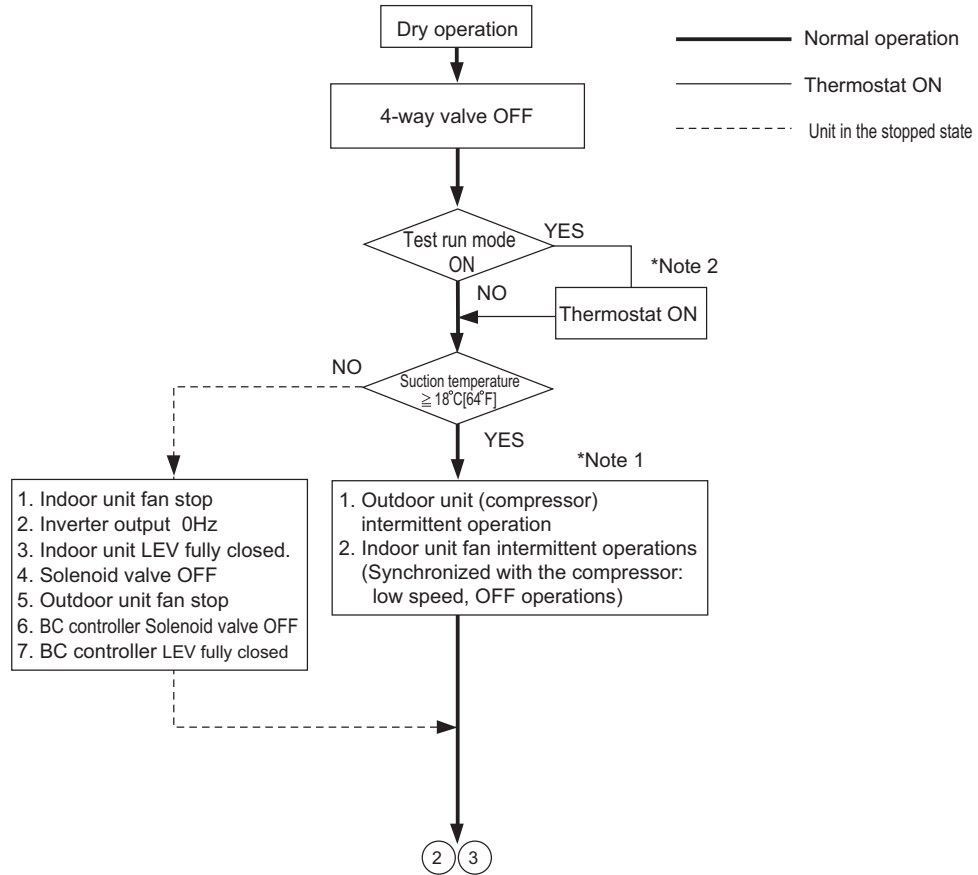 Dry operation
Normal operation
Thermostat ON
Unit in the stopped state
4-way valve OFF
Test run mode
ON
YES
*Note 2
NO
Thermostat ON
NO
Suction temperature
≧ 18°C[64°F]
YES
*Note 1
1. Indoor unit fan stop
2. Inverter output 0Hz
3. Indoor unit LEV fully closed.
4. Solenoid valve OFF
5. Outdoor unit fan stop
6. BC controller Solenoid valve OFF
7. BC controller LEV fully closed
1. Outdoor unit (compressor)
intermittent operation
2. Indoor unit fan intermittent operations
(Synchronized with the compressor:
low speed, OFF operations)
2 3